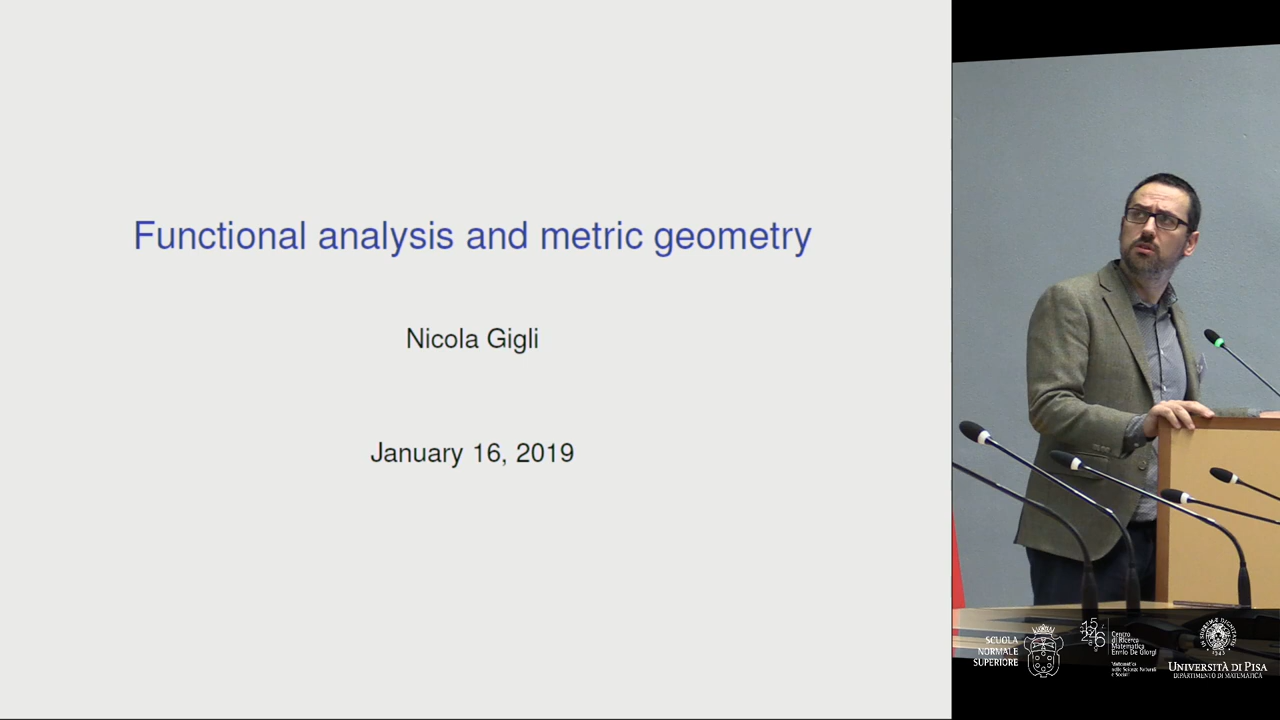 Functional analysis and metric geometry
Nicola Gigli
January 16, 2019
SCUOLA
NORMALE
SUPERIORE
Centro
di Ricerca
Matematica
Ennio De Giorgi
UNIVERSITÀ DI PISA
DIPARTIMENTO DI MATEMATICA